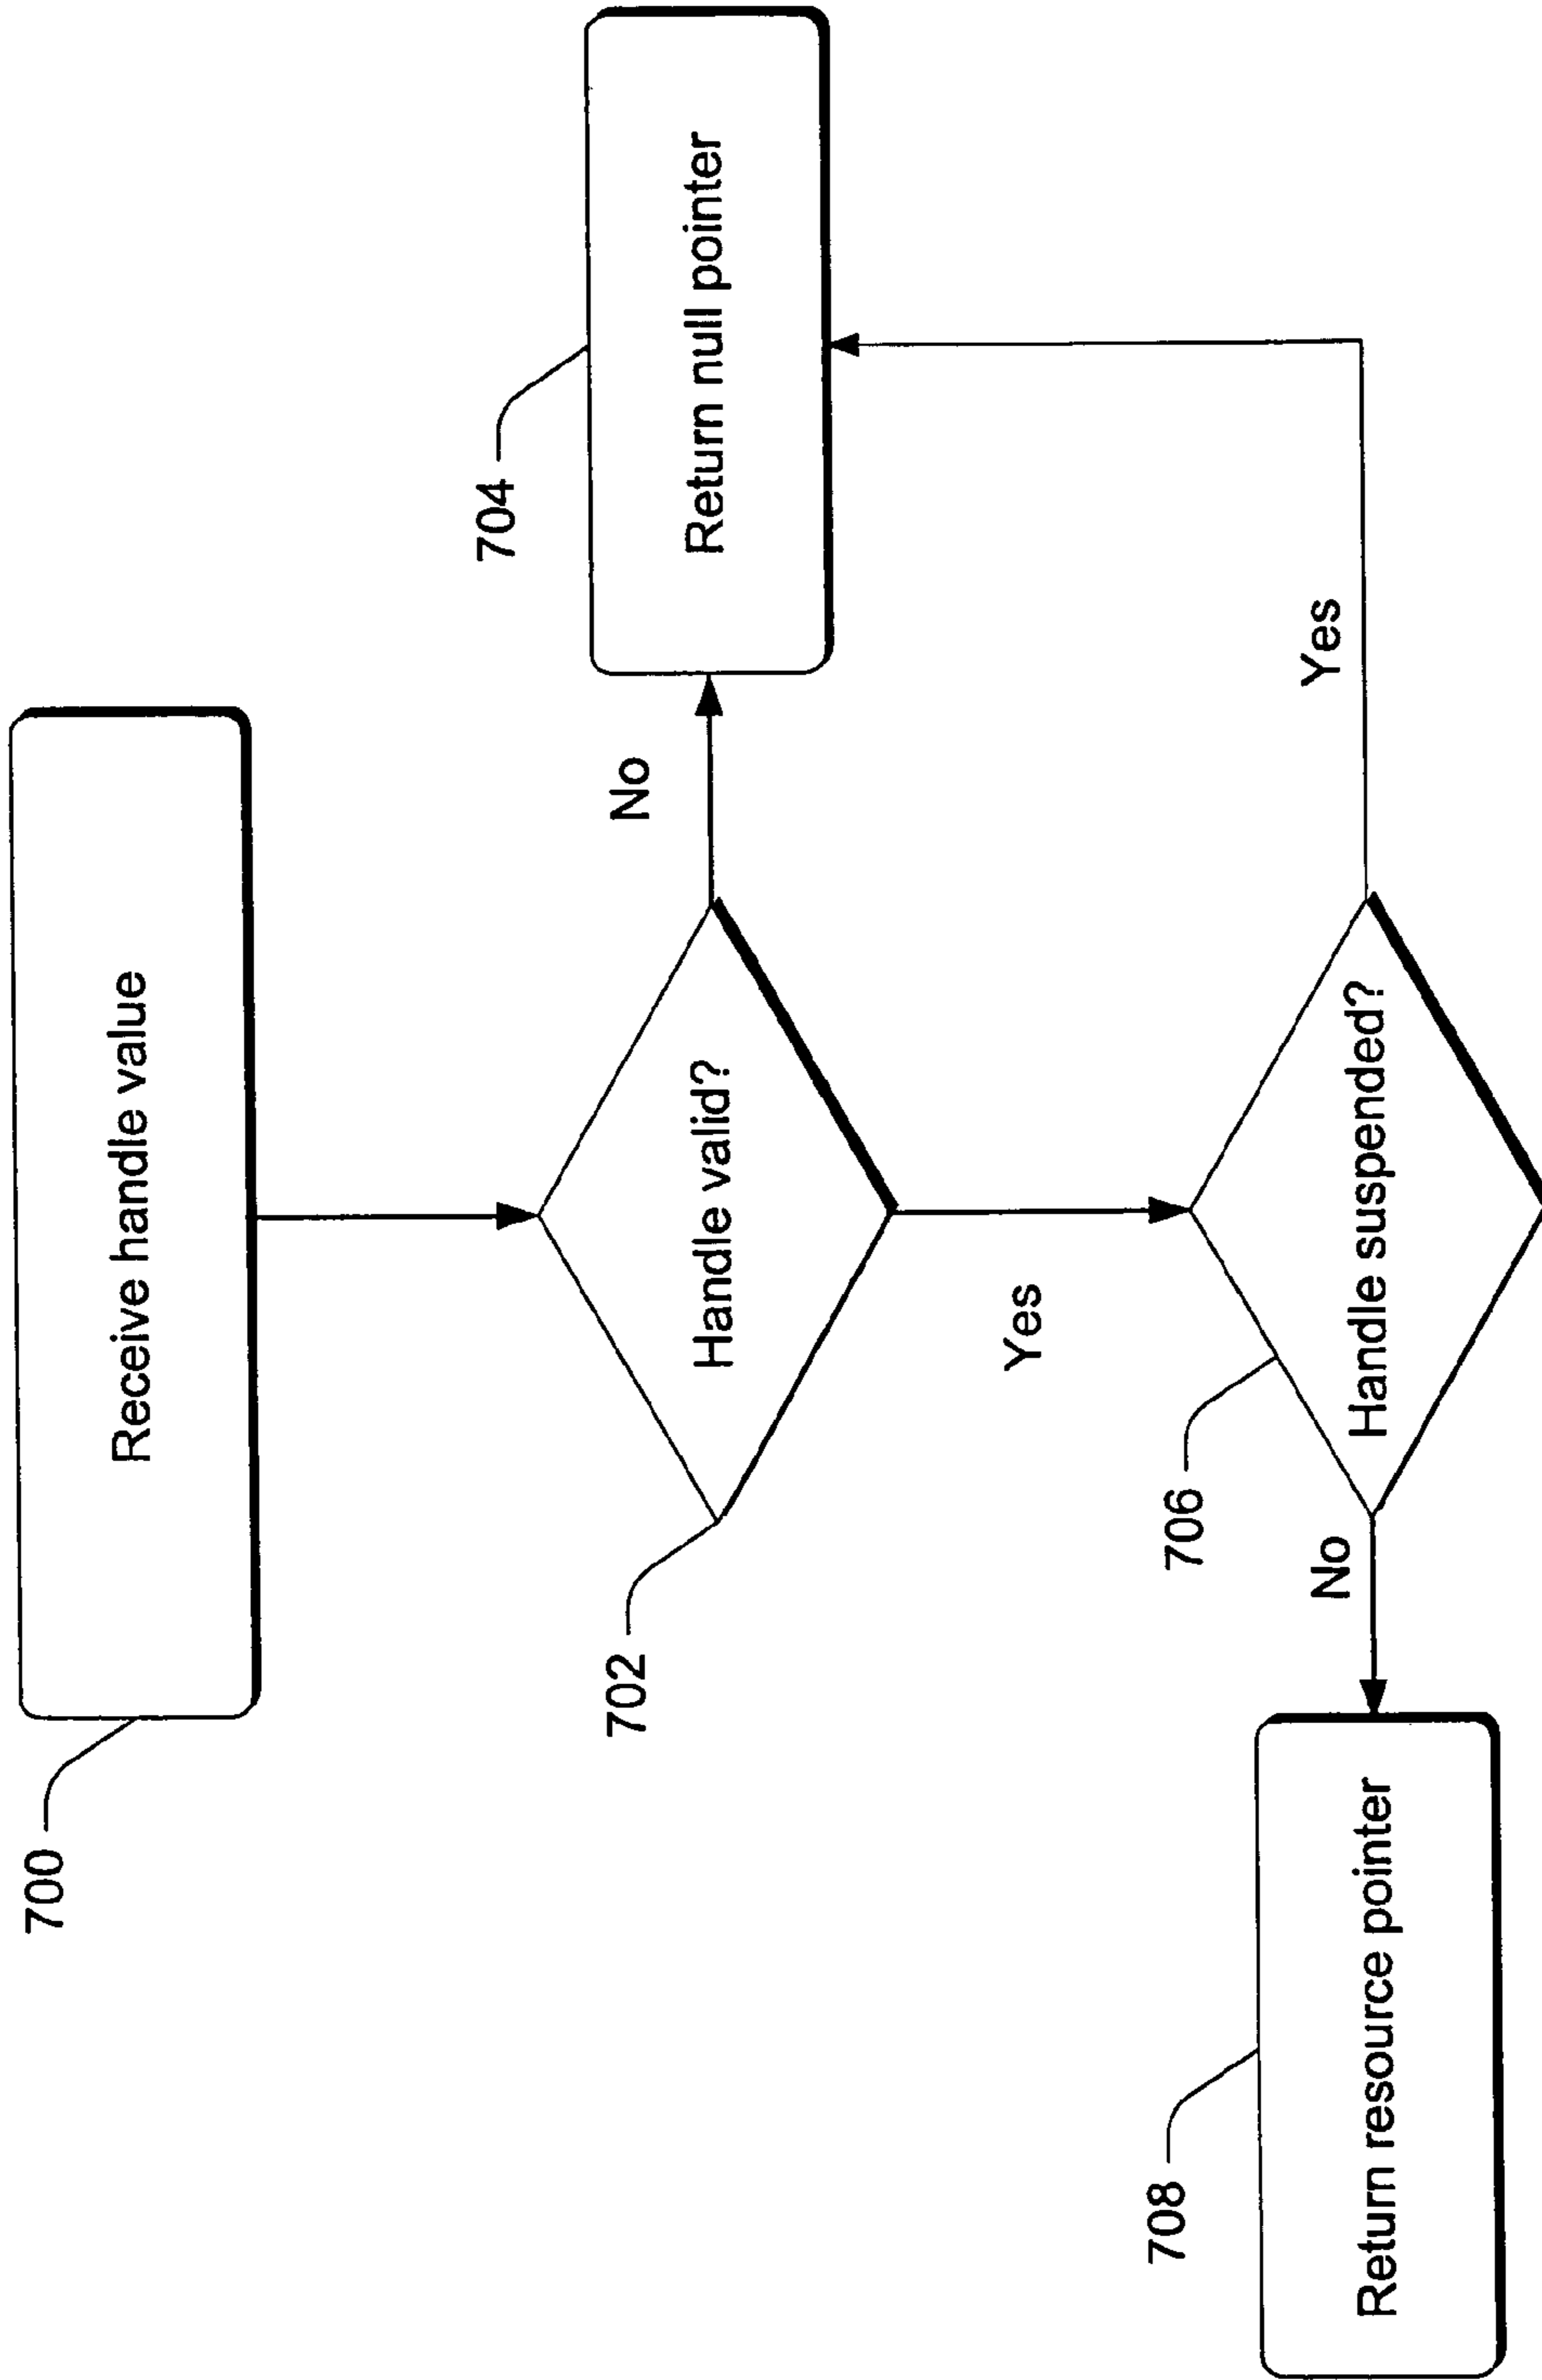 700
Receive handle value
702
Handle valid?
No
704
Return null pointer
Yes
706
Handle suspended?
No
Yes
708
Return resource pointer